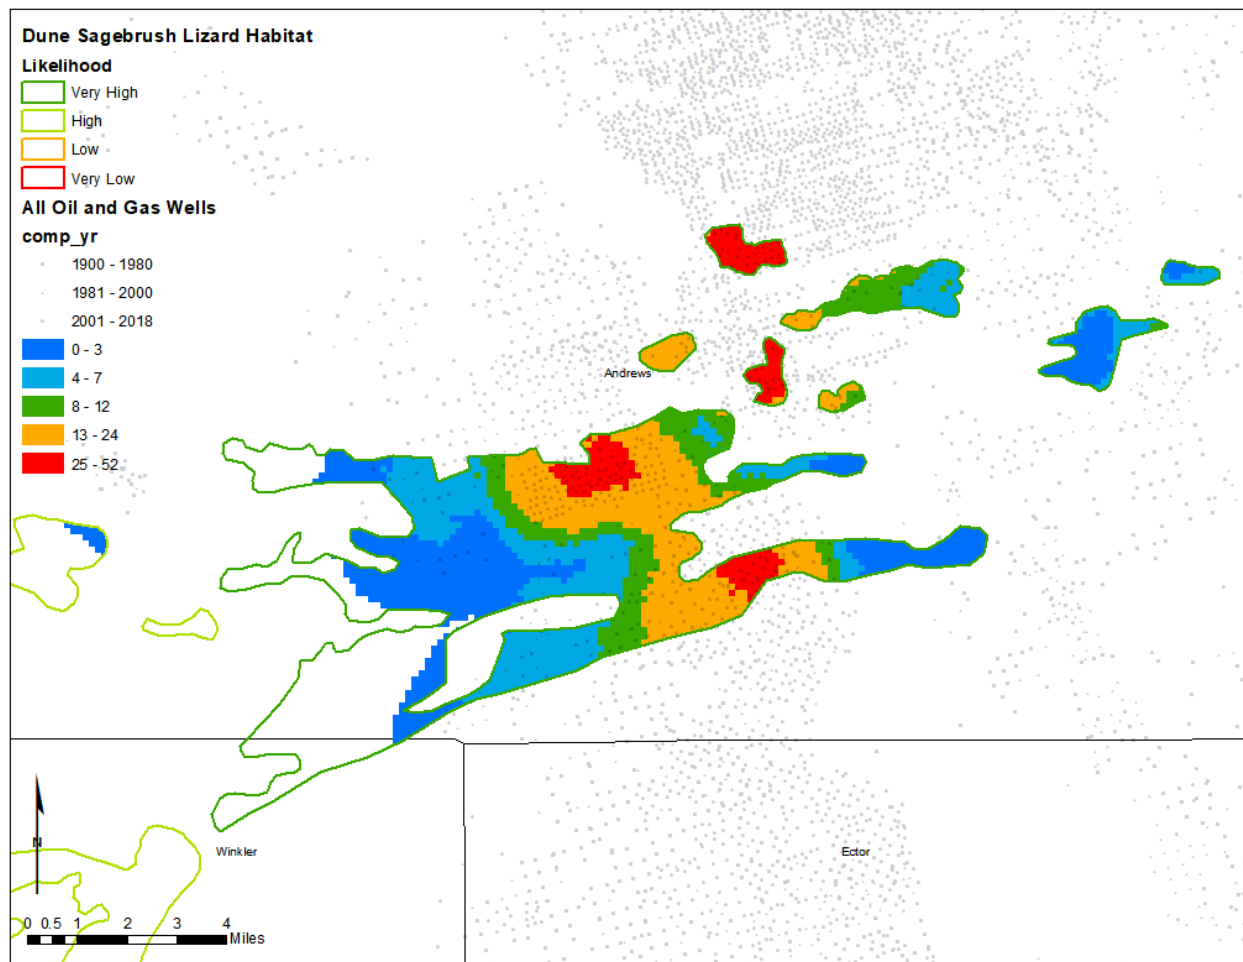 Dune Sagebrush Lizard Habitat
Likelihood
Very High
High
Low
Very Low
All Oil and Gas Wells
comp_yr
1900 - 1980
1981 - 2000
2001 - 2018
0 - 3
4 - 7
8 - 12
13 - 24
25 - 52
Andrews
N
Winkler
Ector
0 0.5 1 2 3 4
Miles